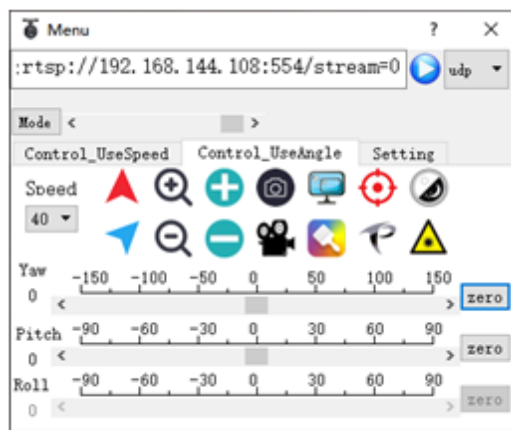 Menu ? ×
:rtsp://192.168.144.108:554/stream=0 udp
Mode < >
Control_UseSpeed Control_UseAngle Setting
Speed
40
Yaw -150 -100 -50 0 50 100 150
0 < > zero
Pitch -90 -60 -30 0 30 60 90
0 < > zero
Roll -90 -60 -30 0 30 60 90
0 < > zero